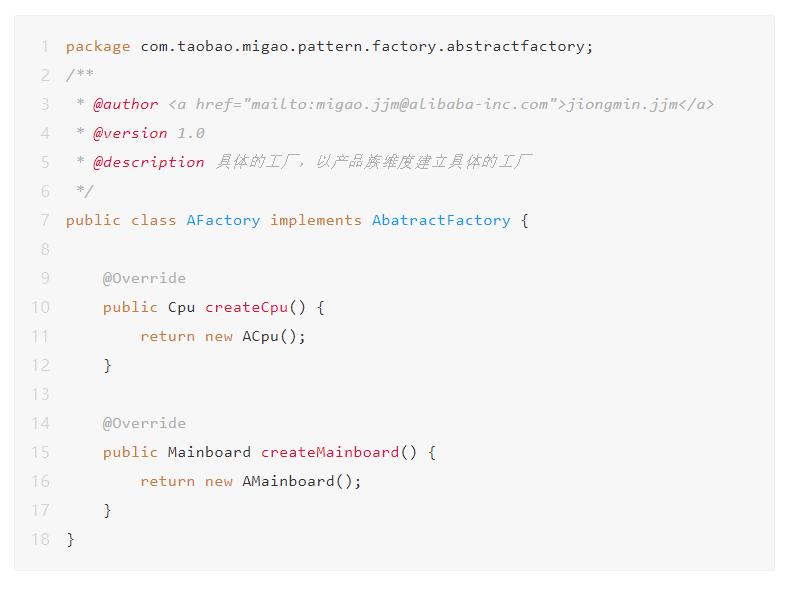 1 package com.taobao.migao.pattern.factory.abstractfactory;
2 /**
3  * @author <a href="mailto:migao.jjm@alibaba-inc.com">jiongmin.jjm</a>
4  * @version 1.0
5  * @description 具体的工厂，以产品族维度建立具体的工厂
6  */
7 public class AFactory implements AbatractFactory {
8
9     @Override
10     public Cpu createCpu() {
11         return new ACpu();
12     }
13
14     @Override
15     public Mainboard createMainboard() {
16         return new AMainboard();
17     }
18 }